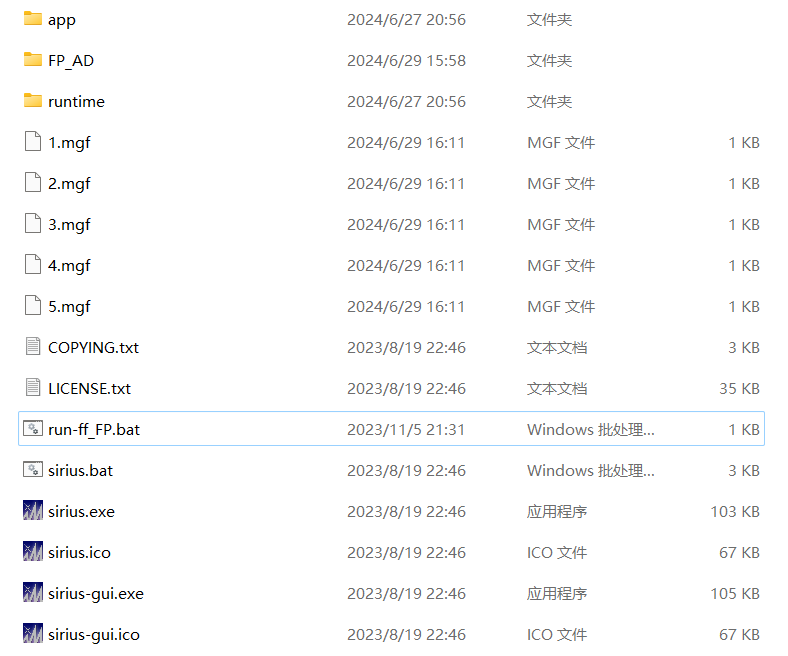 app 2024/6/27 20:56 文件夹
FP_AD 2024/6/29 15:58 文件夹
runtime 2024/6/27 20:56 文件夹
1.mgf 2024/6/29 16:11 MGF 文件 1 KB
2.mgf 2024/6/29 16:11 MGF 文件 1 KB
3.mgf 2024/6/29 16:11 MGF 文件 1 KB
4.mgf 2024/6/29 16:11 MGF 文件 1 KB
5.mgf 2024/6/29 16:11 MGF 文件 1 KB
COPYING.txt 2023/8/19 22:46 文本文档 3 KB
LICENSE.txt 2023/8/19 22:46 文本文档 35 KB
run-ff_FP.bat 2023/11/5 21:31 Windows 批处理... 1 KB
sirius.bat 2023/8/19 22:46 Windows 批处理... 3 KB
sirius.exe 2023/8/19 22:46 应用程序 103 KB
sirius.ico 2023/8/19 22:46 ICO 文件 67 KB
sirius-gui.exe 2023/8/19 22:46 应用程序 105 KB
sirius-gui.ico 2023/8/19 22:46 ICO 文件 67 KB